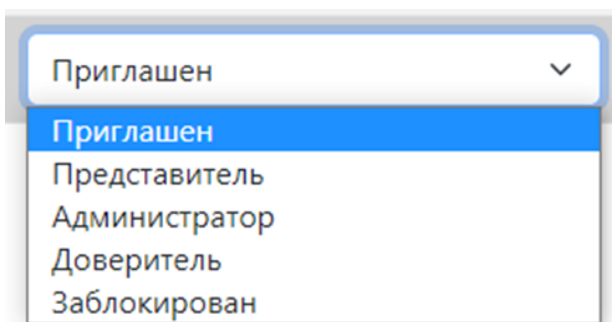 Приглашен
Приглашен
Представитель
Администратор
Доверитель
Заблокирован